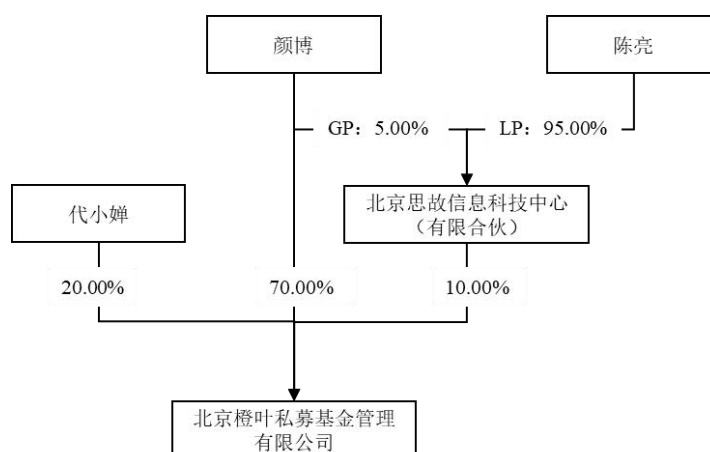 颜博
陈亮
GP：5.00%
LP：95.00%
代小婵
北京思故信息科技中心
（有限合伙）
20.00%
70.00%
10.00%
北京橙叶私募基金管理
有限公司